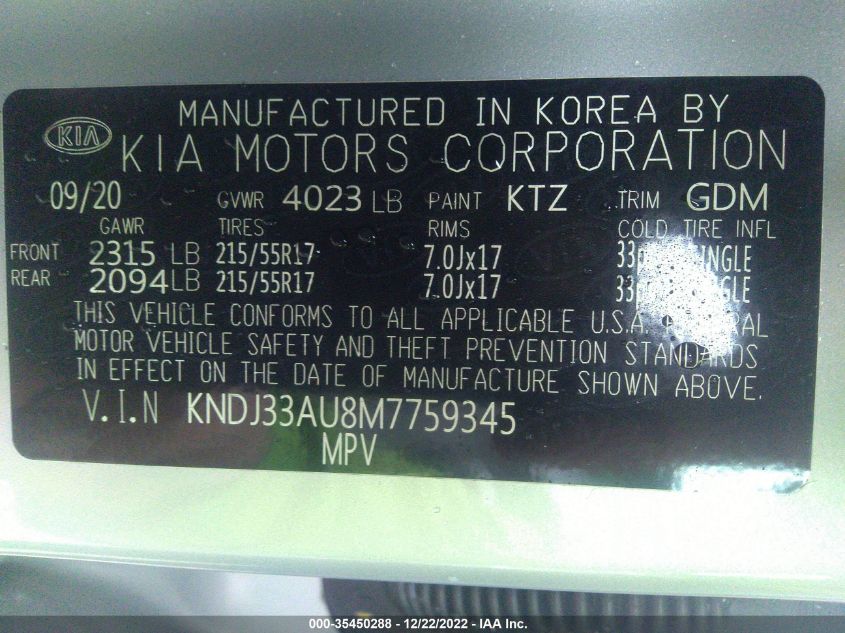 KIA
MANUFACTURED IN KOREA BY
KIA MOTORS CORPORATION
09/20 GVWR 4023 LB PAINT KTZ TRIM GDM
GAWR TIRES RIMS COLD TIRE INFL
FRONT 2315 LB 215/55R17 7.0Jx17
REAR 2094 LB 215/55R17 7.0Jx17
THIS VEHICLE CONFORMS TO ALL APPLICABLE U.S.A.
MOTOR VEHICLE SAFETY AND THEFT PREVENTION STANDARDS
IN EFFECT ON THE DATE OF MANUFACTURE SHOWN ABOVE.
V.I.N KNDJ33AU8M7759345
MPV
000-35450288 - 12/22/2022 - IAA Inc.